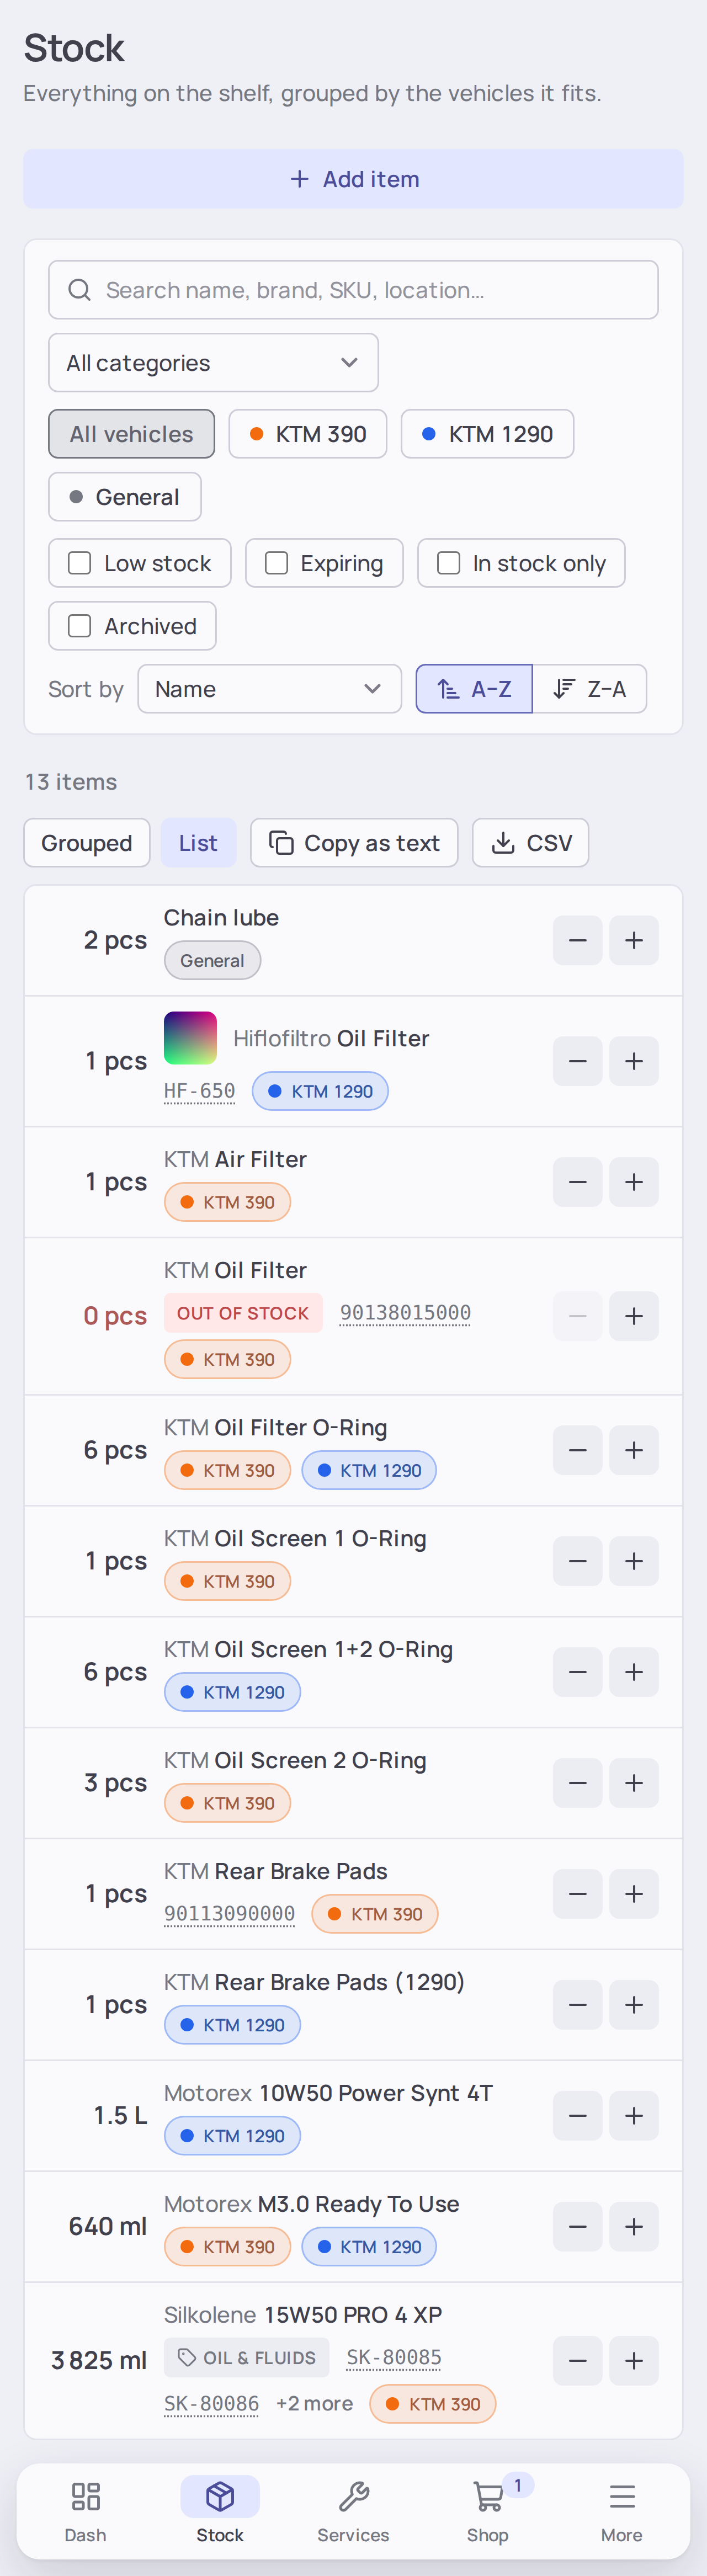 Stock
Everything on the shelf, grouped by the vehicles it fits.
+ Add item
Search name, brand, SKU, location...
All categories
All vehicles KTM 390 KTM 1290
General
Low stock Expiring In stock only
Archived
Sort by Name A–Z Z–A
13 items
Grouped List Copy as text CSV
2 pcs Chain lube
General
1 pcs Hiflofiltro Oil Filter
HF-650 KTM 1290
1 pcs KTM Air Filter
KTM 390
0 pcs KTM Oil Filter
OUT OF STOCK 90138015000
KTM 390
6 pcs KTM Oil Filter O-Ring
KTM 390 KTM 1290
1 pcs KTM Oil Screen 1 O-Ring
KTM 390
6 pcs KTM Oil Screen 1+2 O-Ring
KTM 1290
3 pcs KTM Oil Screen 2 O-Ring
KTM 390
1 pcs KTM Rear Brake Pads
90113090000 KTM 390
1 pcs KTM Rear Brake Pads (1290)
KTM 1290
1.5 L Motorex 10W50 Power Synt 4T
KTM 1290
640 ml Motorex M3.0 Ready To Use
KTM 390 KTM 1290
3 825 ml Silkolene 15W50 PRO 4 XP
OIL & FLUIDS SK-80085
SK-80086 +2 more KTM 390
1
Dash Stock Services Shop More